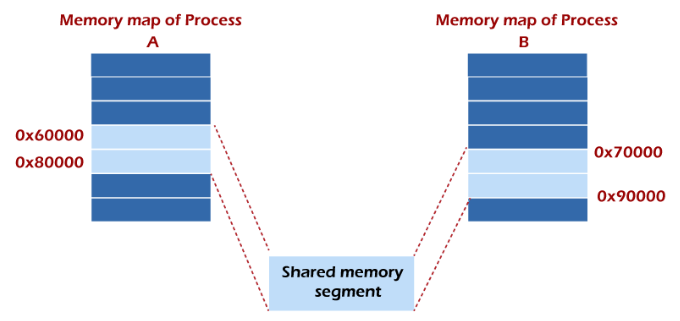 Memory map of Process
A
Memory map of Process
B
0x60000
0x80000
0x70000
0x90000
Shared memory
segment